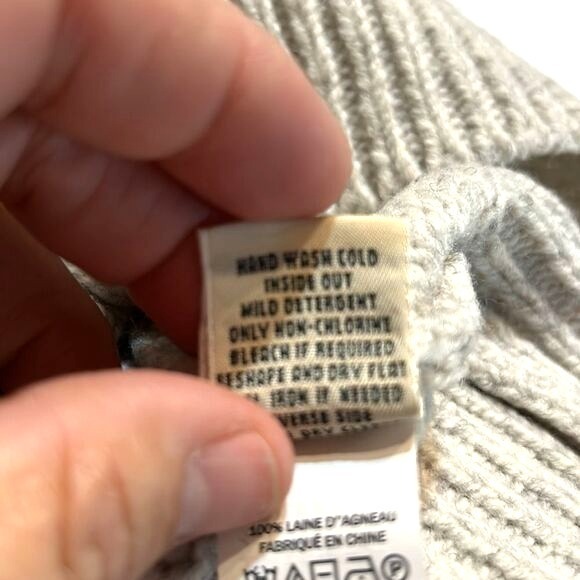 HAND WASH COLD
INSIDE OUT
MILD DETERGENT
ONLY NON-CHLORINE
BLEACH IF REQUIRED
RESHAPE AND DRY FLAT
IRON IF NEEDED
DRY
100% LAINE D"AGNEAU
FABRIQUÉ EN CHINE
P